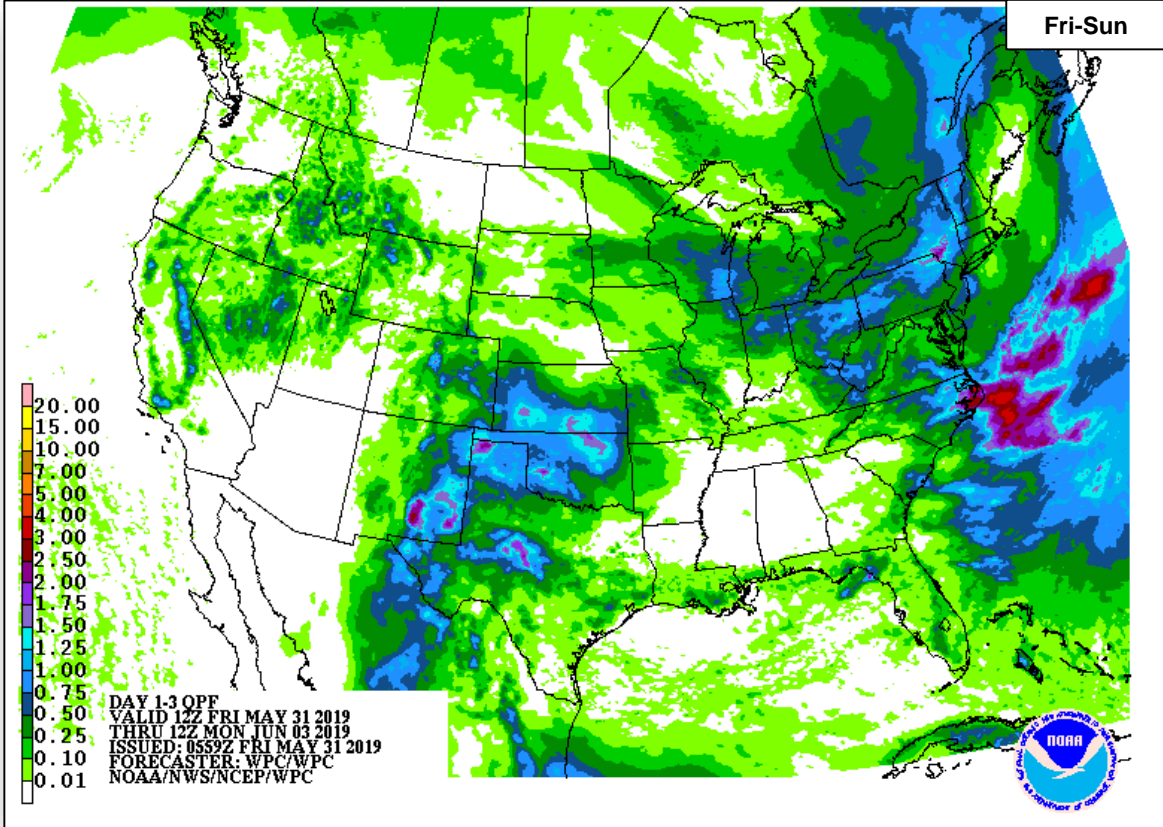 Fri-Sun
20.00
15.00
10.00
7.00
5.00
4.00
3.00
2.50
2.00
1.75
1.50
1.25
1.00
0.75
0.50
0.25
0.10
0.01
DAY 1-3 QPF
VALID 12Z FRI MAY 31 2019
THRU 12Z MON JUN 03 2019
ISSUED: 0559Z FRI MAY 31 2019
FORECASTER: WPC/WPC
NOAA/NWS/NCEP/WPC
NOAA